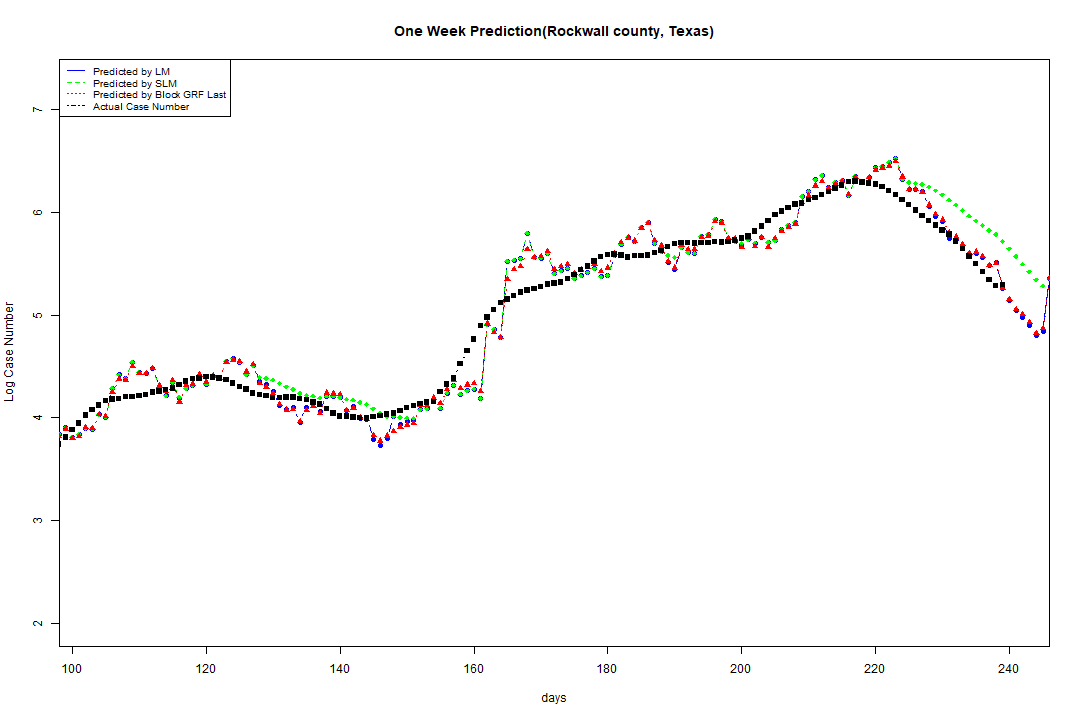 One Week Prediction(Rockwall county, Texas)
Predicted by LM
Predicted by SLM
Predicted by Block GRF Last
Actual Case Number
7
6
5
4
3
2
Log Case Number
100 120 140 160 180 200 220 240
days